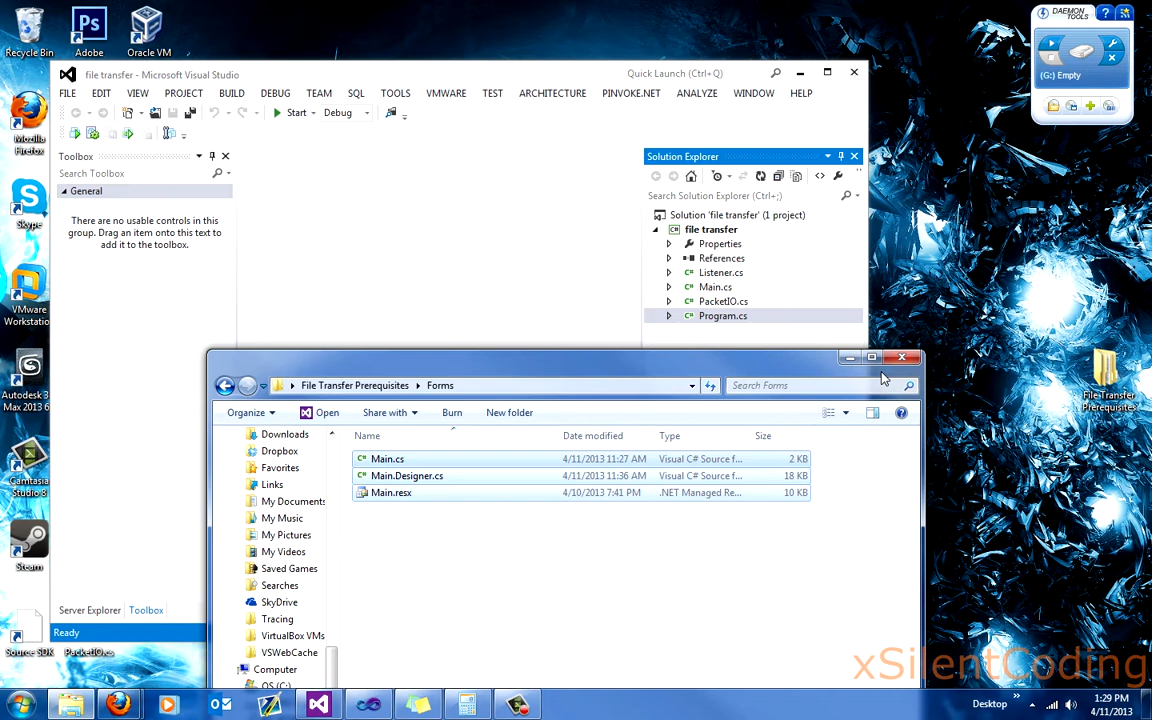 Recycle Bin
Adobe
Oracle VM
Mozilla
Firefox
Skype
VMware
Workstatio
Autodesk 3
Max 2013 6
Camtasia
Studio 8
Steam
Source SDK
PacketIO.cs
file transfer - Microsoft Visual Studio
Quick Launch (Ctrl+Q)
FILE EDIT VIEW PROJECT BUILD DEBUG TEAM SQL TOOLS VMWARE TEST ARCHITECTURE PINVOKE.NET ANALYZE WINDOW HELP
Start Debug
Toolbox
Search Toolbox
General
There are no usable controls in this
group. Drag an item onto this text to
add it to the toolbox.
Server Explorer Toolbox
Ready
Solution Explorer
Search Solution Explorer (Ctrl+;)
Solution 'file transfer' (1 project)
file transfer
Properties
References
Listener.cs
Main.cs
PacketIO.cs
Program.cs
File Transfer Prerequisites Forms
Search Forms
Organize Open Share with Burn New folder
Name Date modified Type Size
Main.cs 4/11/2013 11:27 AM Visual C# Source f... 2 KB
Main.Designer.cs 4/11/2013 11:36 AM Visual C# Source f... 18 KB
Main.resx 4/10/2013 7:41 PM .NET Managed Re... 10 KB
Downloads
Dropbox
Favorites
Links
My Documents
My Music
My Pictures
My Videos
Saved Games
Searches
SkyDrive
Tracing
VirtualBox VMs
VSWebCache
Computer
OS (C:)
DAEMON
TOOLS
(G:) Empty
File Transfer
Prerequisites
xSilentCoding
Desktop
1:29 PM
4/11/2013